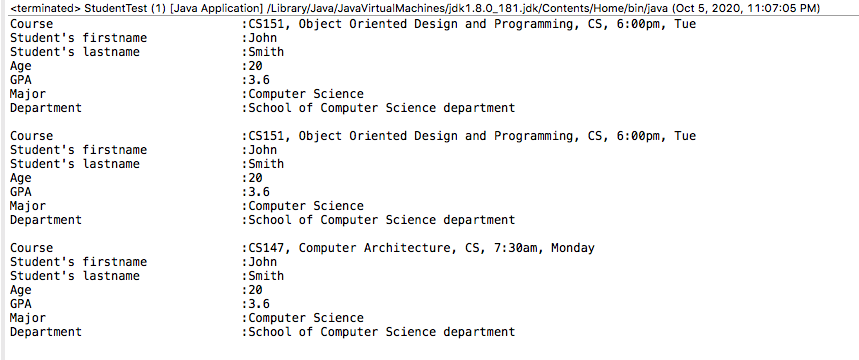 <terminated> StudentTest (1) [Java Application] /Library/Java/JavaVirtualMachines/jdk1.8.0_181.jdk/Contents/Home/bin/java (Oct 5, 2020, 11:07:05 PM)
Course :CS151, Object Oriented Design and Programming, CS, 6:00pm, Tue
Student's firstname :John
Student's lastname :Smith
Age :20
GPA :3.6
Major :Computer Science
Department :School of Computer Science department

Course :CS151, Object Oriented Design and Programming, CS, 6:00pm, Tue
Student's firstname :John
Student's lastname :Smith
Age :20
GPA :3.6
Major :Computer Science
Department :School of Computer Science department

Course :CS147, Computer Architecture, CS, 7:30am, Monday
Student's firstname :John
Student's lastname :Smith
Age :20
GPA :3.6
Major :Computer Science
Department :School of Computer Science department